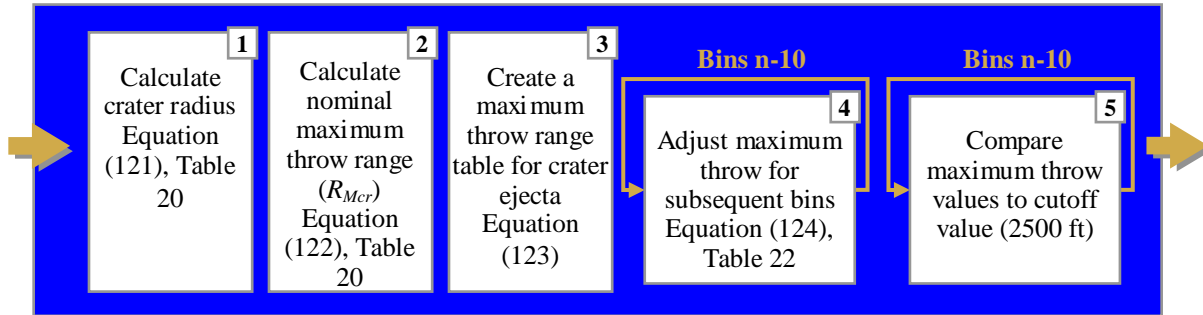 1
Calculate
crater radius
Equation
(121), Table
20
2
Calculate
nominal
maximum
throw range
(R_Mcr)
Equation
(122), Table
20
3
Create a
maximum
throw range
table for crater
ejecta
Equation
(123)
Bins n-10
4
Adjust maximum
throw for
subsequent bins
Equation (124),
Table 22
Bins n-10
5
Compare
maximum throw
values to cutoff
value (2500 ft)